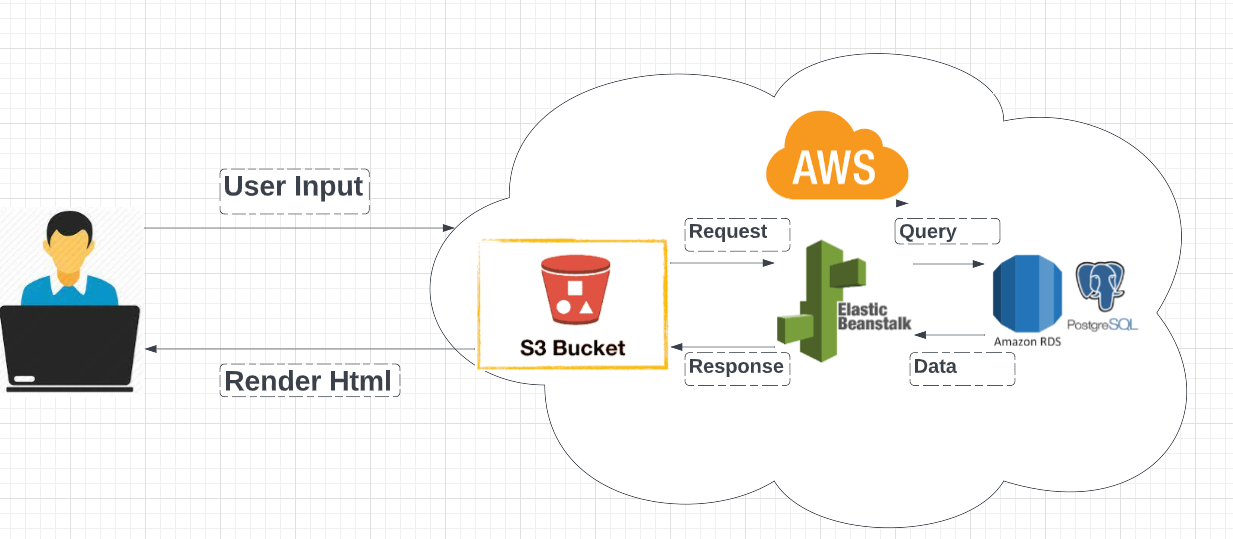 User Input
Render Html
S3 Bucket
AWS
Request
Response
Elastic
Beanstalk
Query
Data
Amazon RDS
PostgreSQL